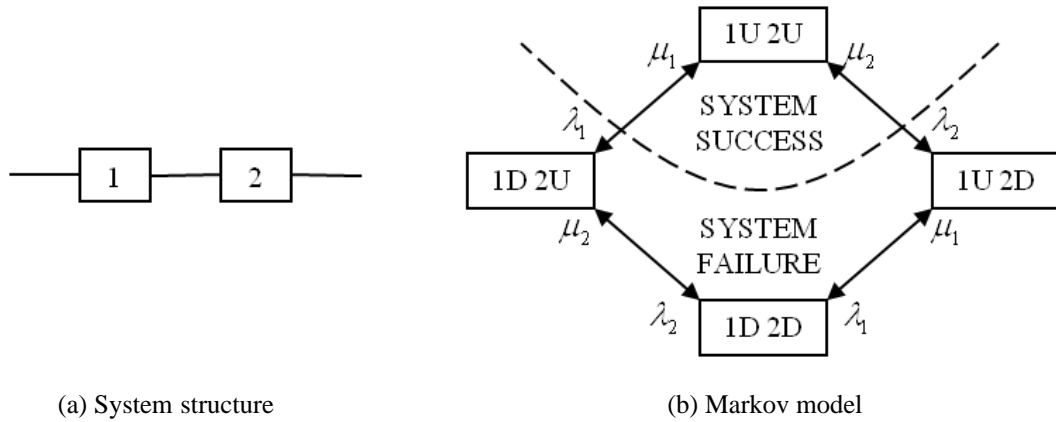 1U 2U
μ₁
μ₂
SYSTEM
SUCCESS
λ₁
λ₂
1
2
1D 2U
1U 2D
μ₂
SYSTEM
FAILURE
μ₁
λ₂
1D 2D
λ₁
(a) System structure
(b) Markov model